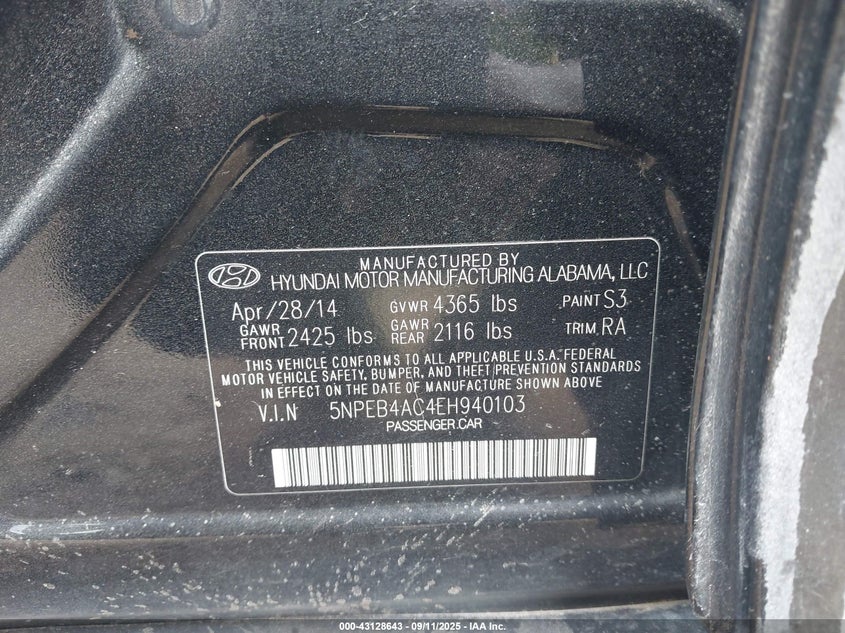 MANUFACTURED BY
HYUNDAI MOTOR MANUFACTURING ALABAMA, LLC
Apr/28/14 GVWR 4365 lbs PAINT S3
GAWR FRONT 2425 lbs GAWR REAR 2116 lbs TRIM RA
THIS VEHICLE CONFORMS TO ALL APPLICABLE U.S.A. FEDERAL
MOTOR VEHICLE SAFETY, BUMPER, AND THEFT PREVENTION STANDARDS
IN EFFECT ON THE DATE OF MANUFACTURE SHOWN ABOVE
V.I.N 5NPEB4AC4EH940103
PASSENGER CAR
000-43128643 - 09/11/2025 - IAA Inc.